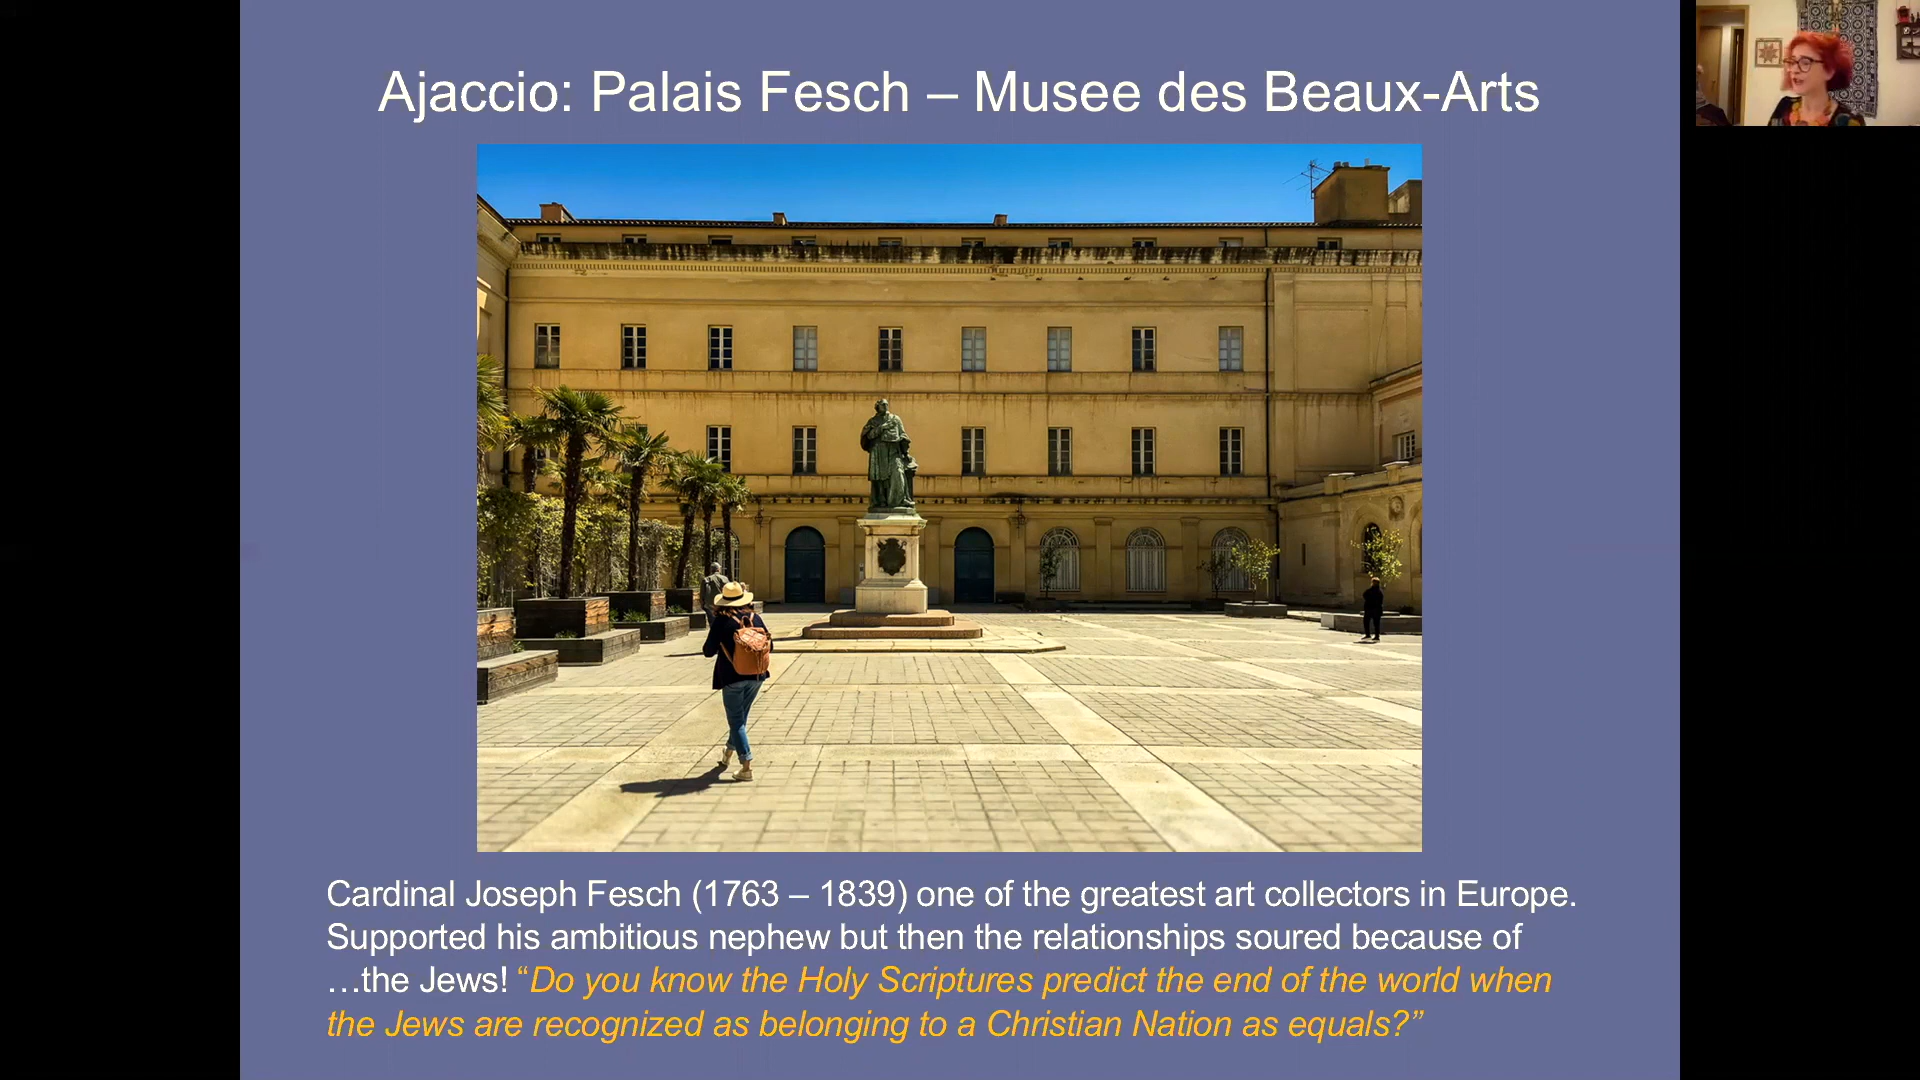 Ajaccio: Palais Fesch – Musee des Beaux-Arts
Cardinal Joseph Fesch (1763 – 1839) one of the greatest art collectors in Europe.
Supported his ambitious nephew but then the relationships soured because of
…the Jews! “Do you know the Holy Scriptures predict the end of the world when
the Jews are recognized as belonging to a Christian Nation as equals?”